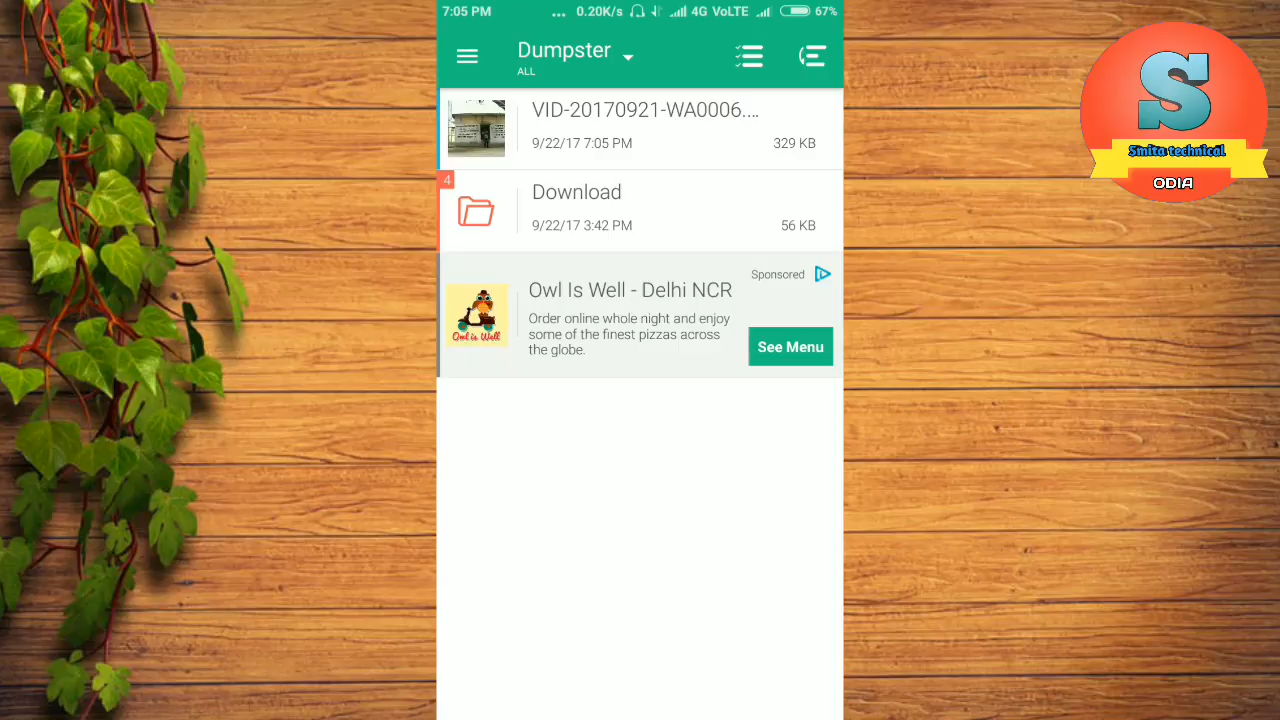 7:05 PM ... 0.20K/s 4G VoLTE 67%
Dumpster
ALL
VID-20170921-WA0006....
9/22/17 7:05 PM 329 KB
4
Download
9/22/17 3:42 PM 56 KB
Sponsored
Owl Is Well - Delhi NCR
Order online whole night and enjoy
some of the finest pizzas across
the globe.
See Menu
Owl is Well
S
Smita technical
ODIA